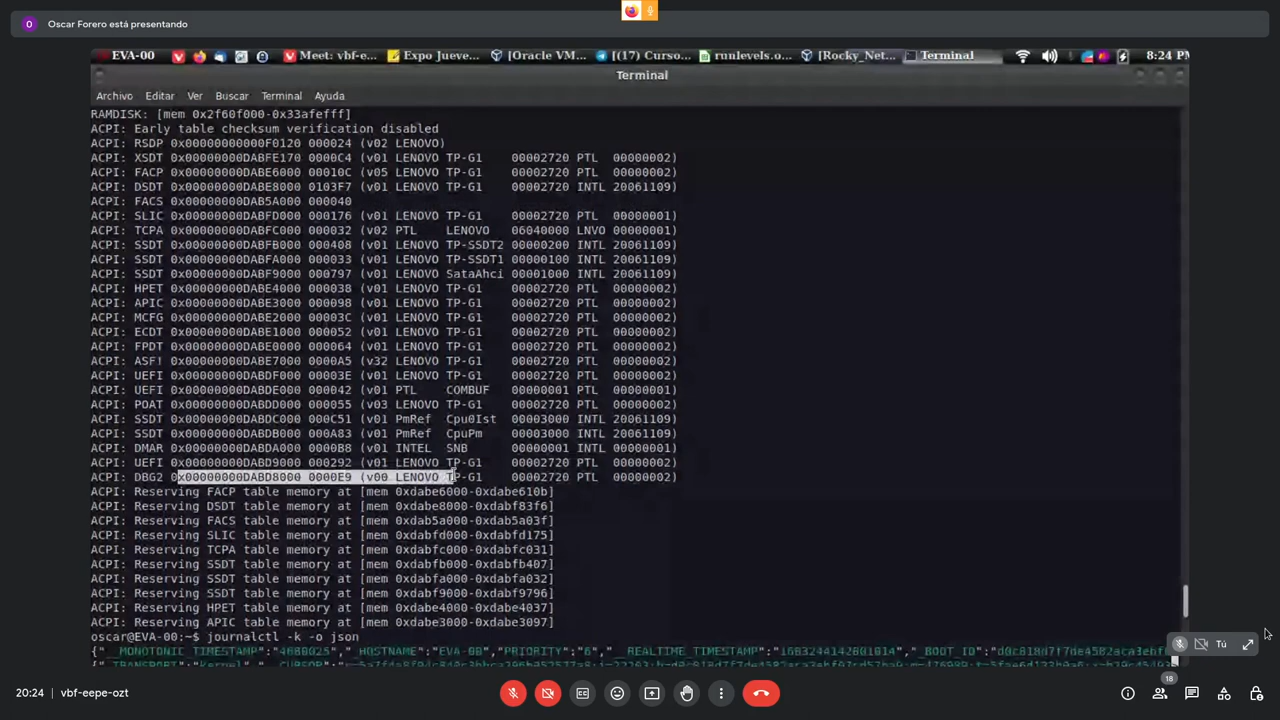 O Oscar Forero está presentando
EVA-00 Meet: vbf-e... Expo Jueve... [Oracle VM... [(17) Curso... runlevels.o... [Rocky_Net... Terminal 8:24 PM
Terminal
Archivo Editar Ver Buscar Terminal Ayuda
RAMDISK: [mem 0x2f60f000-0x33afefff]
ACPI: Early table checksum verification disabled
ACPI: RSDP 0x00000000000F0120 000024 (v02 LENOVO)
ACPI: XSDT 0x00000000DABFE170 0000C4 (v01 LENOVO TP-G1 00002720 PTL 00000002)
ACPI: FACP 0x00000000DABE6000 00010C (v05 LENOVO TP-G1 00002720 PTL 00000002)
ACPI: DSDT 0x00000000DABE8000 0103F7 (v01 LENOVO TP-G1 00002720 INTL 20061109)
ACPI: FACS 0x00000000DAB5A000 000040
ACPI: SLIC 0x00000000DABFD000 000176 (v01 LENOVO TP-G1 00002720 PTL 00000001)
ACPI: TCPA 0x00000000DABFC000 000032 (v02 PTL LENOVO 06040000 LNVO 00000001)
ACPI: SSDT 0x00000000DABFB000 000408 (v01 LENOVO TP-SSDT2 00000200 INTL 20061109)
ACPI: SSDT 0x00000000DABFA000 000033 (v01 LENOVO TP-SSDT1 00000100 INTL 20061109)
ACPI: SSDT 0x00000000DABF9000 000797 (v01 LENOVO SataAhci 00001000 INTL 20061109)
ACPI: HPET 0x00000000DABE4000 000038 (v01 LENOVO TP-G1 00002720 PTL 00000002)
ACPI: APIC 0x00000000DABE3000 000098 (v01 LENOVO TP-G1 00002720 PTL 00000002)
ACPI: MCFG 0x00000000DABE2000 00003C (v01 LENOVO TP-G1 00002720 PTL 00000002)
ACPI: ECDT 0x00000000DABE1000 000052 (v01 LENOVO TP-G1 00002720 PTL 00000002)
ACPI: FPDT 0x00000000DABE0000 000064 (v01 LENOVO TP-G1 00002720 PTL 00000002)
ACPI: ASF! 0x00000000DABE7000 0000A5 (v32 LENOVO TP-G1 00002720 PTL 00000002)
ACPI: UEFI 0x00000000DABDF000 00003E (v01 LENOVO TP-G1 00002720 PTL 00000002)
ACPI: UEFI 0x00000000DABDE000 000042 (v01 PTL COMBUF 00000001 PTL 00000001)
ACPI: POAT 0x00000000DABDD000 000055 (v03 LENOVO TP-G1 00002720 PTL 00000002)
ACPI: SSDT 0x00000000DABDC000 000C51 (v01 PmRef Cpu0Ist 00003000 INTL 20061109)
ACPI: SSDT 0x00000000DABDB000 000A83 (v01 PmRef CpuPm 00003000 INTL 20061109)
ACPI: DMAR 0x00000000DABDA000 0000B8 (v01 INTEL SNB 00000001 INTL 00000001)
ACPI: UEFI 0x00000000DABD9000 000292 (v01 LENOVO TP-G1 00002720 PTL 00000002)
ACPI: DBG2 0x00000000DABD8000 0000E9 (v00 LENOVO TP-G1 00002720 PTL 00000002)
ACPI: Reserving FACP table memory at [mem 0xdabe6000-0xdabe610b]
ACPI: Reserving DSDT table memory at [mem 0xdabe8000-0xdabf83f6]
ACPI: Reserving FACS table memory at [mem 0xdab5a000-0xdab5a03f]
ACPI: Reserving SLIC table memory at [mem 0xdabfd000-0xdabfd175]
ACPI: Reserving TCPA table memory at [mem 0xdabfc000-0xdabfc031]
ACPI: Reserving SSDT table memory at [mem 0xdabfb000-0xdabfb407]
ACPI: Reserving SSDT table memory at [mem 0xdabfa000-0xdabfa032]
ACPI: Reserving SSDT table memory at [mem 0xdabf9000-0xdabf9796]
ACPI: Reserving HPET table memory at [mem 0xdabe4000-0xdabe4037]
ACPI: Reserving APIC table memory at [mem 0xdabe3000-0xdabe3097]
oscar@EVA-00:~$ journalctl -k -o json
{"__MONOTONIC_TIMESTAMP":"4080025","_HOSTNAME":"EVA-00","PRIORITY":"6","__REALTIME_TIMESTAMP":
Tú
20:24 vbf-eepe-ozt
18